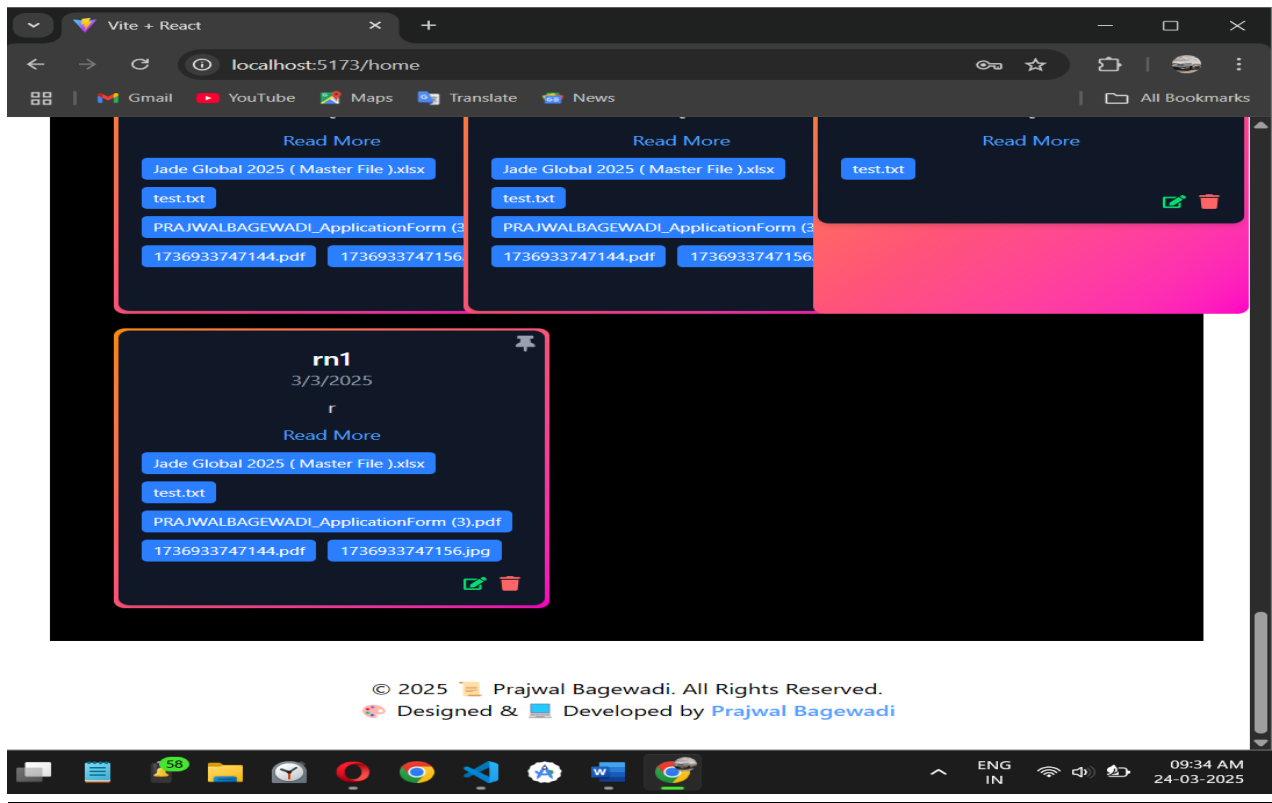 Vite + React
localhost:5173/home
Gmail YouTube Maps Translate News All Bookmarks
Read More Read More Read More
Jade Global 2025 ( Master File ).xlsx Jade Global 2025 ( Master File ).xlsx test.txt
test.txt test.txt
PRAJWALBAGEWADI_ApplicationForm (3 PRAJWALBAGEWADI_ApplicationForm (3
1736933747144.pdf 1736933747156. 1736933747144.pdf 1736933747156.
rn1
3/3/2025
r
Read More
Jade Global 2025 ( Master File ).xlsx
test.txt
PRAJWALBAGEWADI_ApplicationForm (3).pdf
1736933747144.pdf 1736933747156.jpg
© 2025 📜 Prajwal Bagewadi. All Rights Reserved.
🎨 Designed & 💻 Developed by Prajwal Bagewadi
58
ENG 09:34 AM
IN 24-03-2025